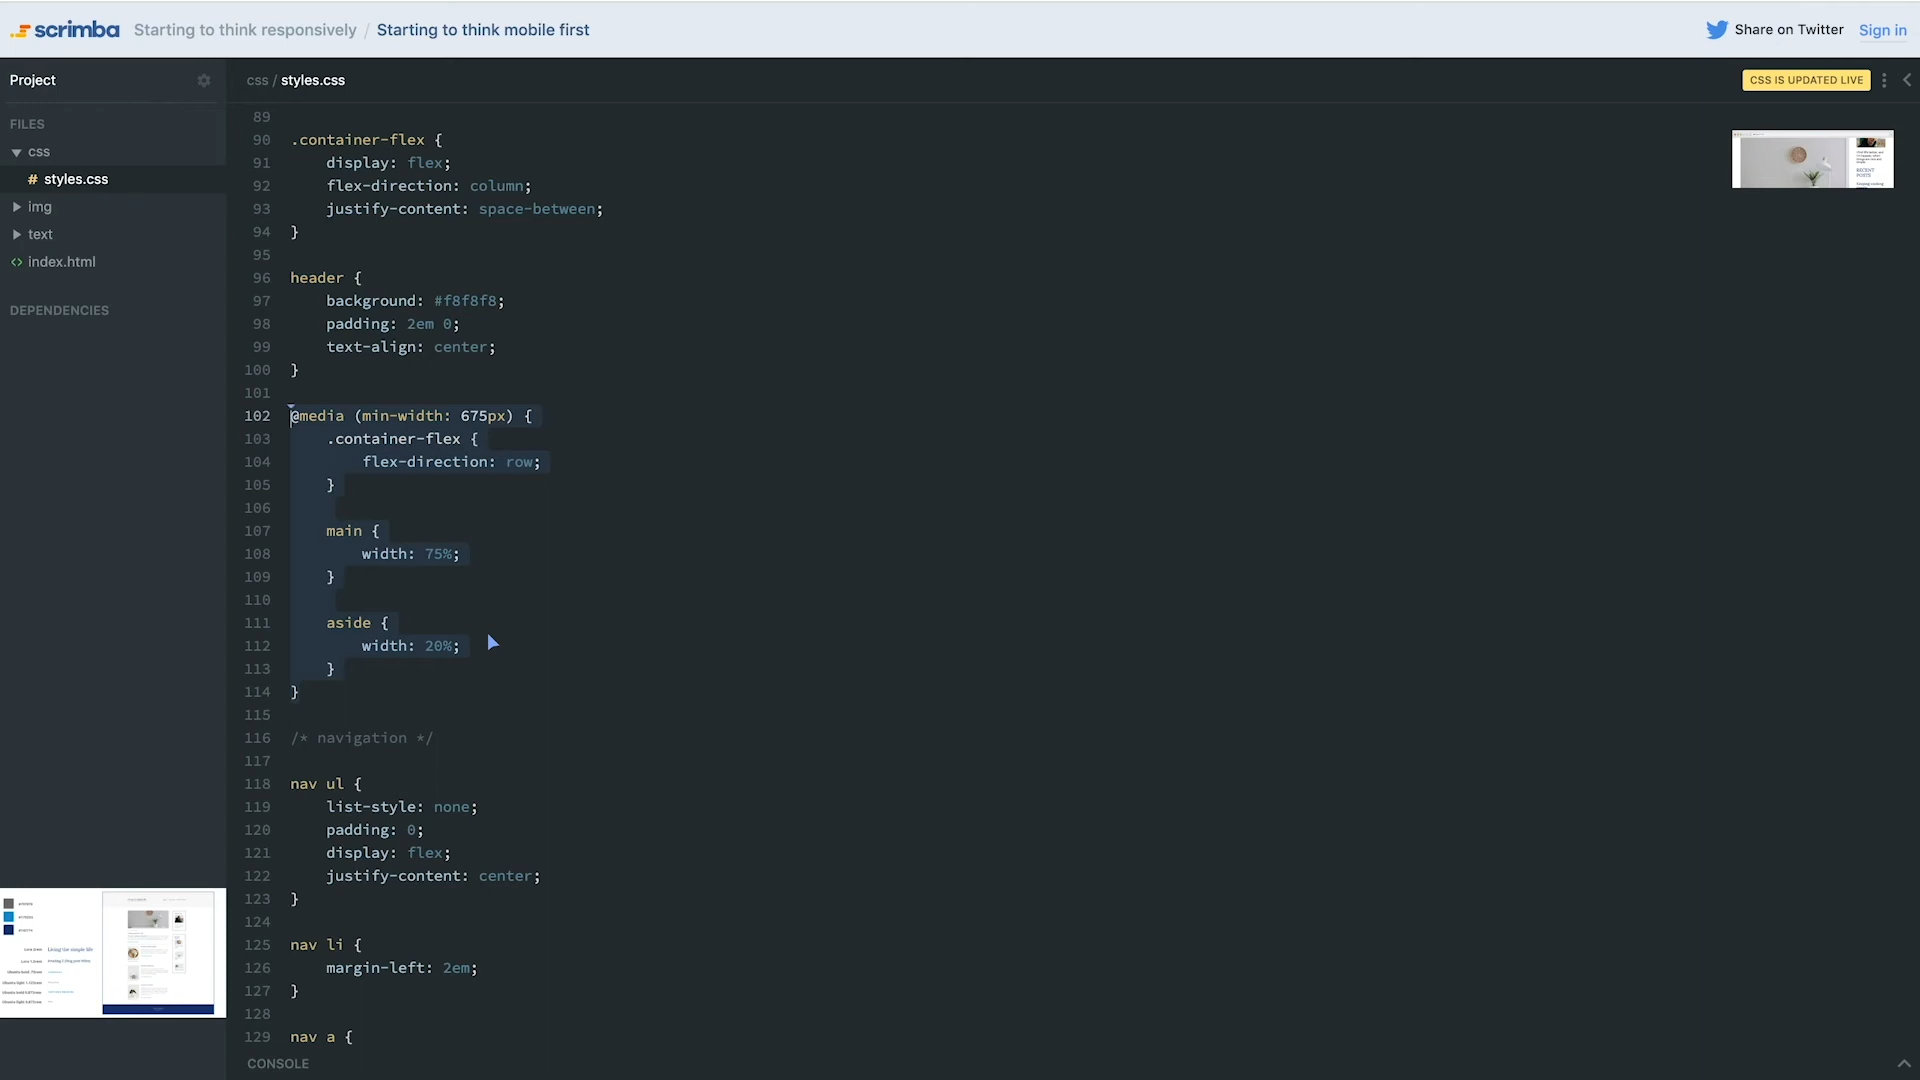 scrimba Starting to think responsively / Starting to think mobile first Share on Twitter Sign in
Project css / styles.css CSS IS UPDATED LIVE
FILES
css
# styles.css
img
text
<> index.html
DEPENDENCIES
89
90 .container-flex {
91 display: flex;
92 flex-direction: column;
93 justify-content: space-between;
94 }
95
96 header {
97 background: #f8f8f8;
98 padding: 2em 0;
99 text-align: center;
100 }
101
102 @media (min-width: 675px) {
103 .container-flex {
104 flex-direction: row;
105 }
106
107 main {
108 width: 75%;
109 }
110
111 aside {
112 width: 20%;
113 }
114 }
115
116 /* navigation */
117
118 nav ul {
119 list-style: none;
120 padding: 0;
121 display: flex;
122 justify-content: center;
123 }
124
125 nav li {
126 margin-left: 2em;
127 }
128
129 nav a {
CONSOLE
RECENT
POSTS
Living the simple life